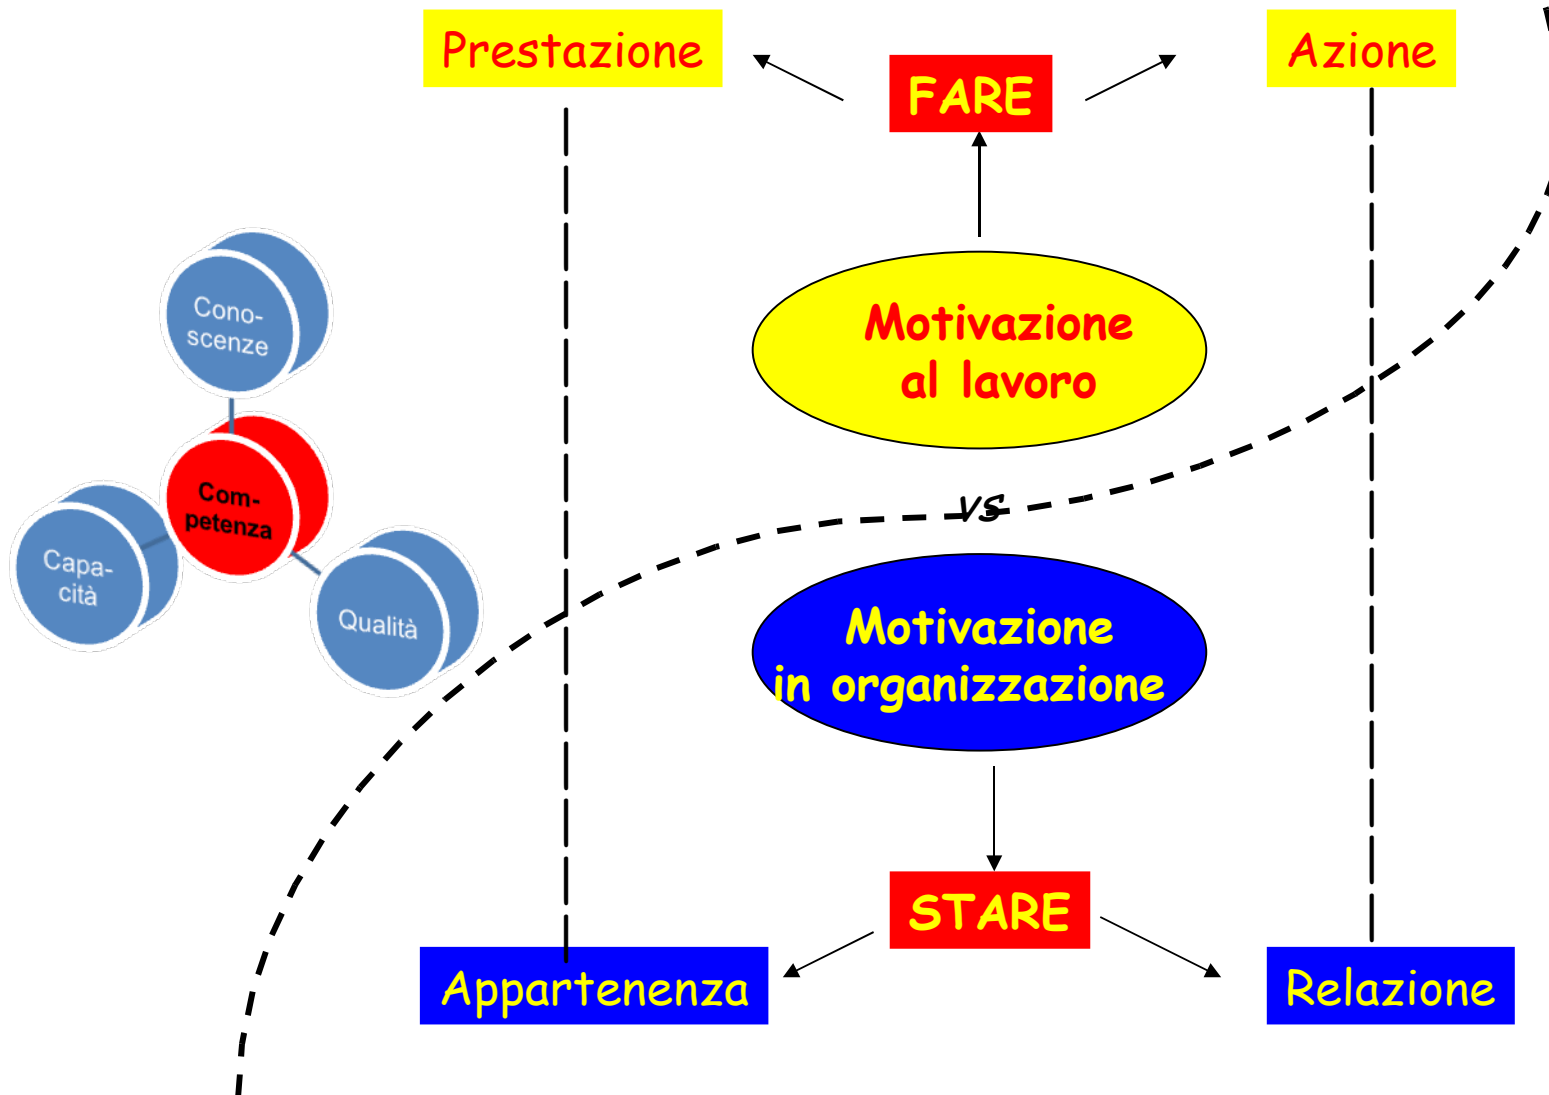 Prestazione
FARE
Azione
Motivazione
al lavoro
Cono-
scenze
Com-
petenza
Capa-
cità
Qualità
vs
Motivazione
in organizzazione
STARE
Appartenenza
Relazione